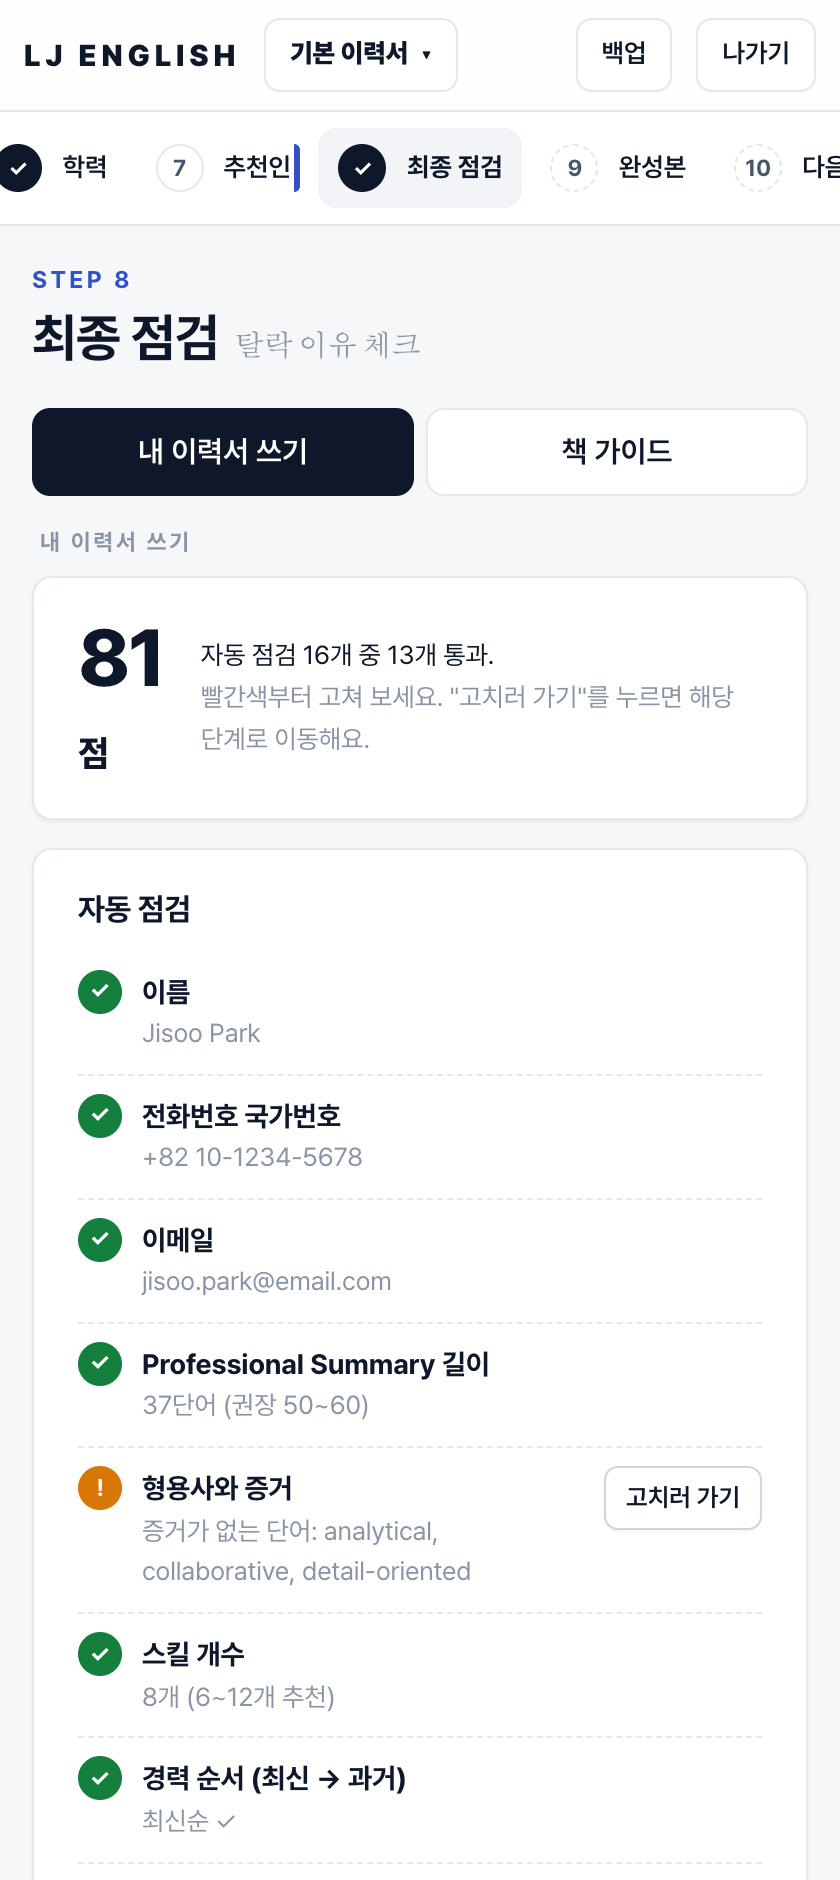 LJ ENGLISH
기본 이력서 ▾
백업
나가기
✓ 학력
7 추천인
✓ 최종 점검
9 완성본
10 다음
STEP 8
최종 점검 탈락 이유 체크
내 이력서 쓰기
책 가이드
내 이력서 쓰기
81
점
자동 점검 16개 중 13개 통과.
빨간색부터 고쳐 보세요. "고치러 가기"를 누르면 해당
단계로 이동해요.
자동 점검
✓ 이름
Jisoo Park
✓ 전화번호 국가번호
+82 10-1234-5678
✓ 이메일
jisoo.park@email.com
✓ Professional Summary 길이
37단어 (권장 50~60)
! 형용사와 증거
고치러 가기
증거가 없는 단어: analytical,
collaborative, detail-oriented
✓ 스킬 개수
8개 (6~12개 추천)
✓ 경력 순서 (최신 → 과거)
최신순 ✓